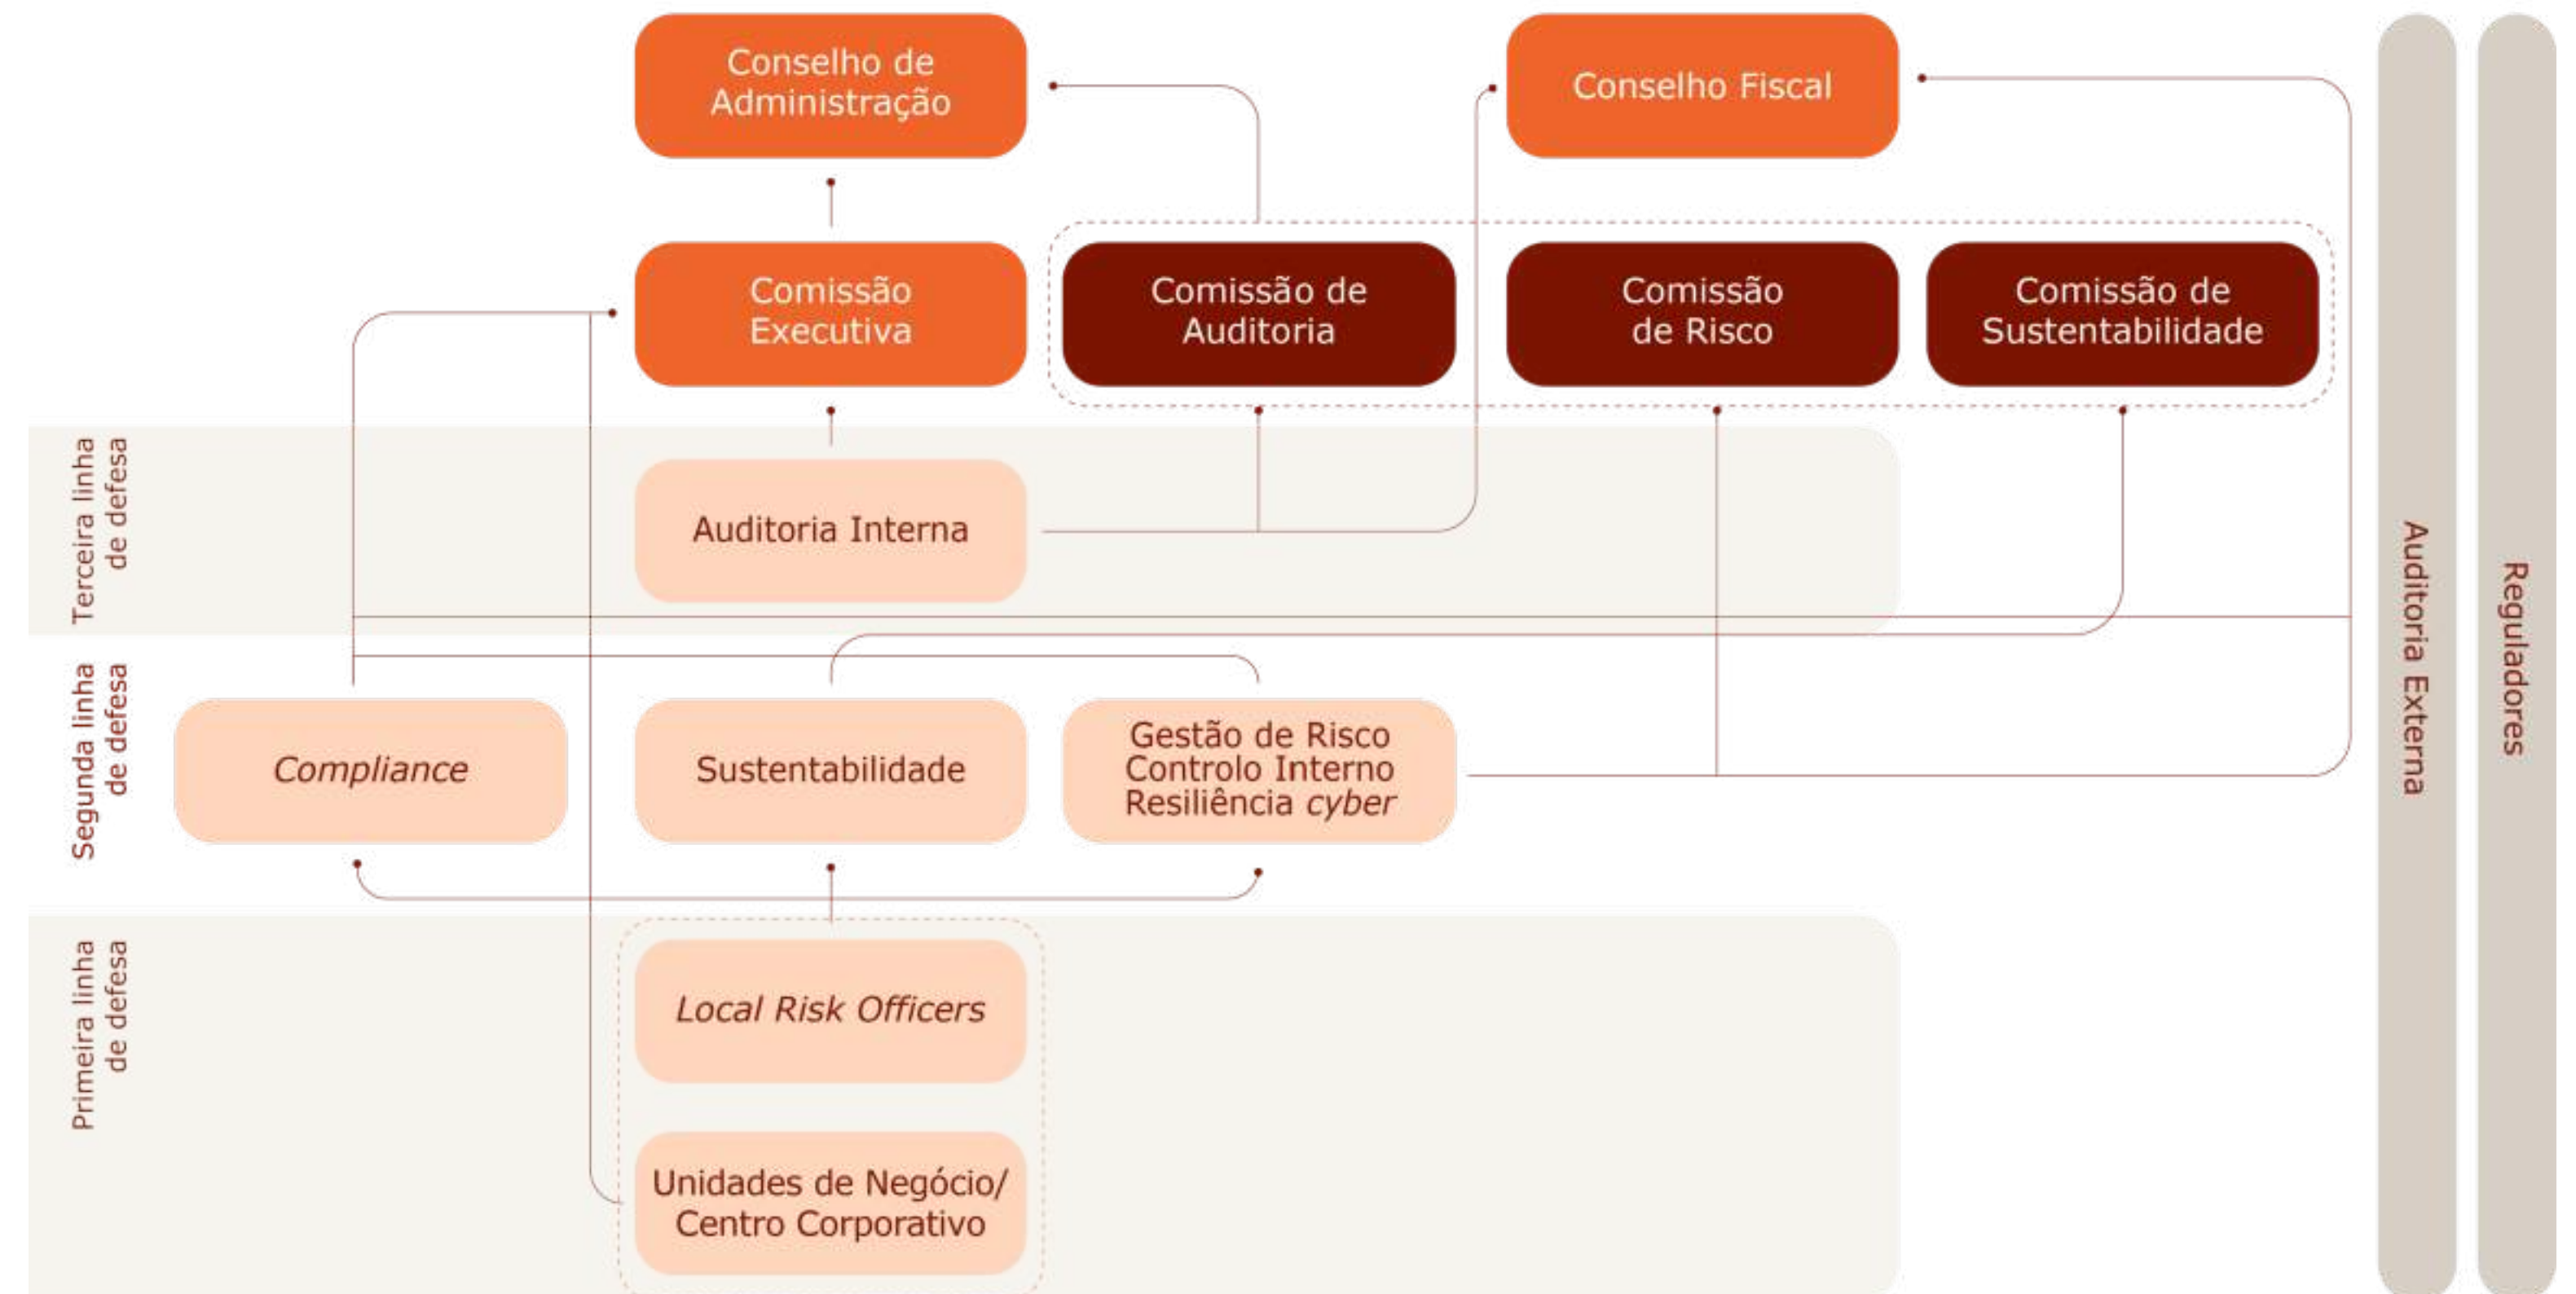 Conselho de
Administração
Conselho Fiscal
Comissão
Executiva
Comissão de
Auditoria
Comissão
de Risco
Comissão de
Sustentabilidade
Terceira linha
de defesa
Auditoria Interna
Segunda linha
de defesa
Compliance
Sustentabilidade
Gestão de Risco
Controlo Interno
Resiliência cyber
Primeira linha
de defesa
Local Risk Officers
Unidades de Negócio/
Centro Corporativo
Auditoria Externa
Reguladores